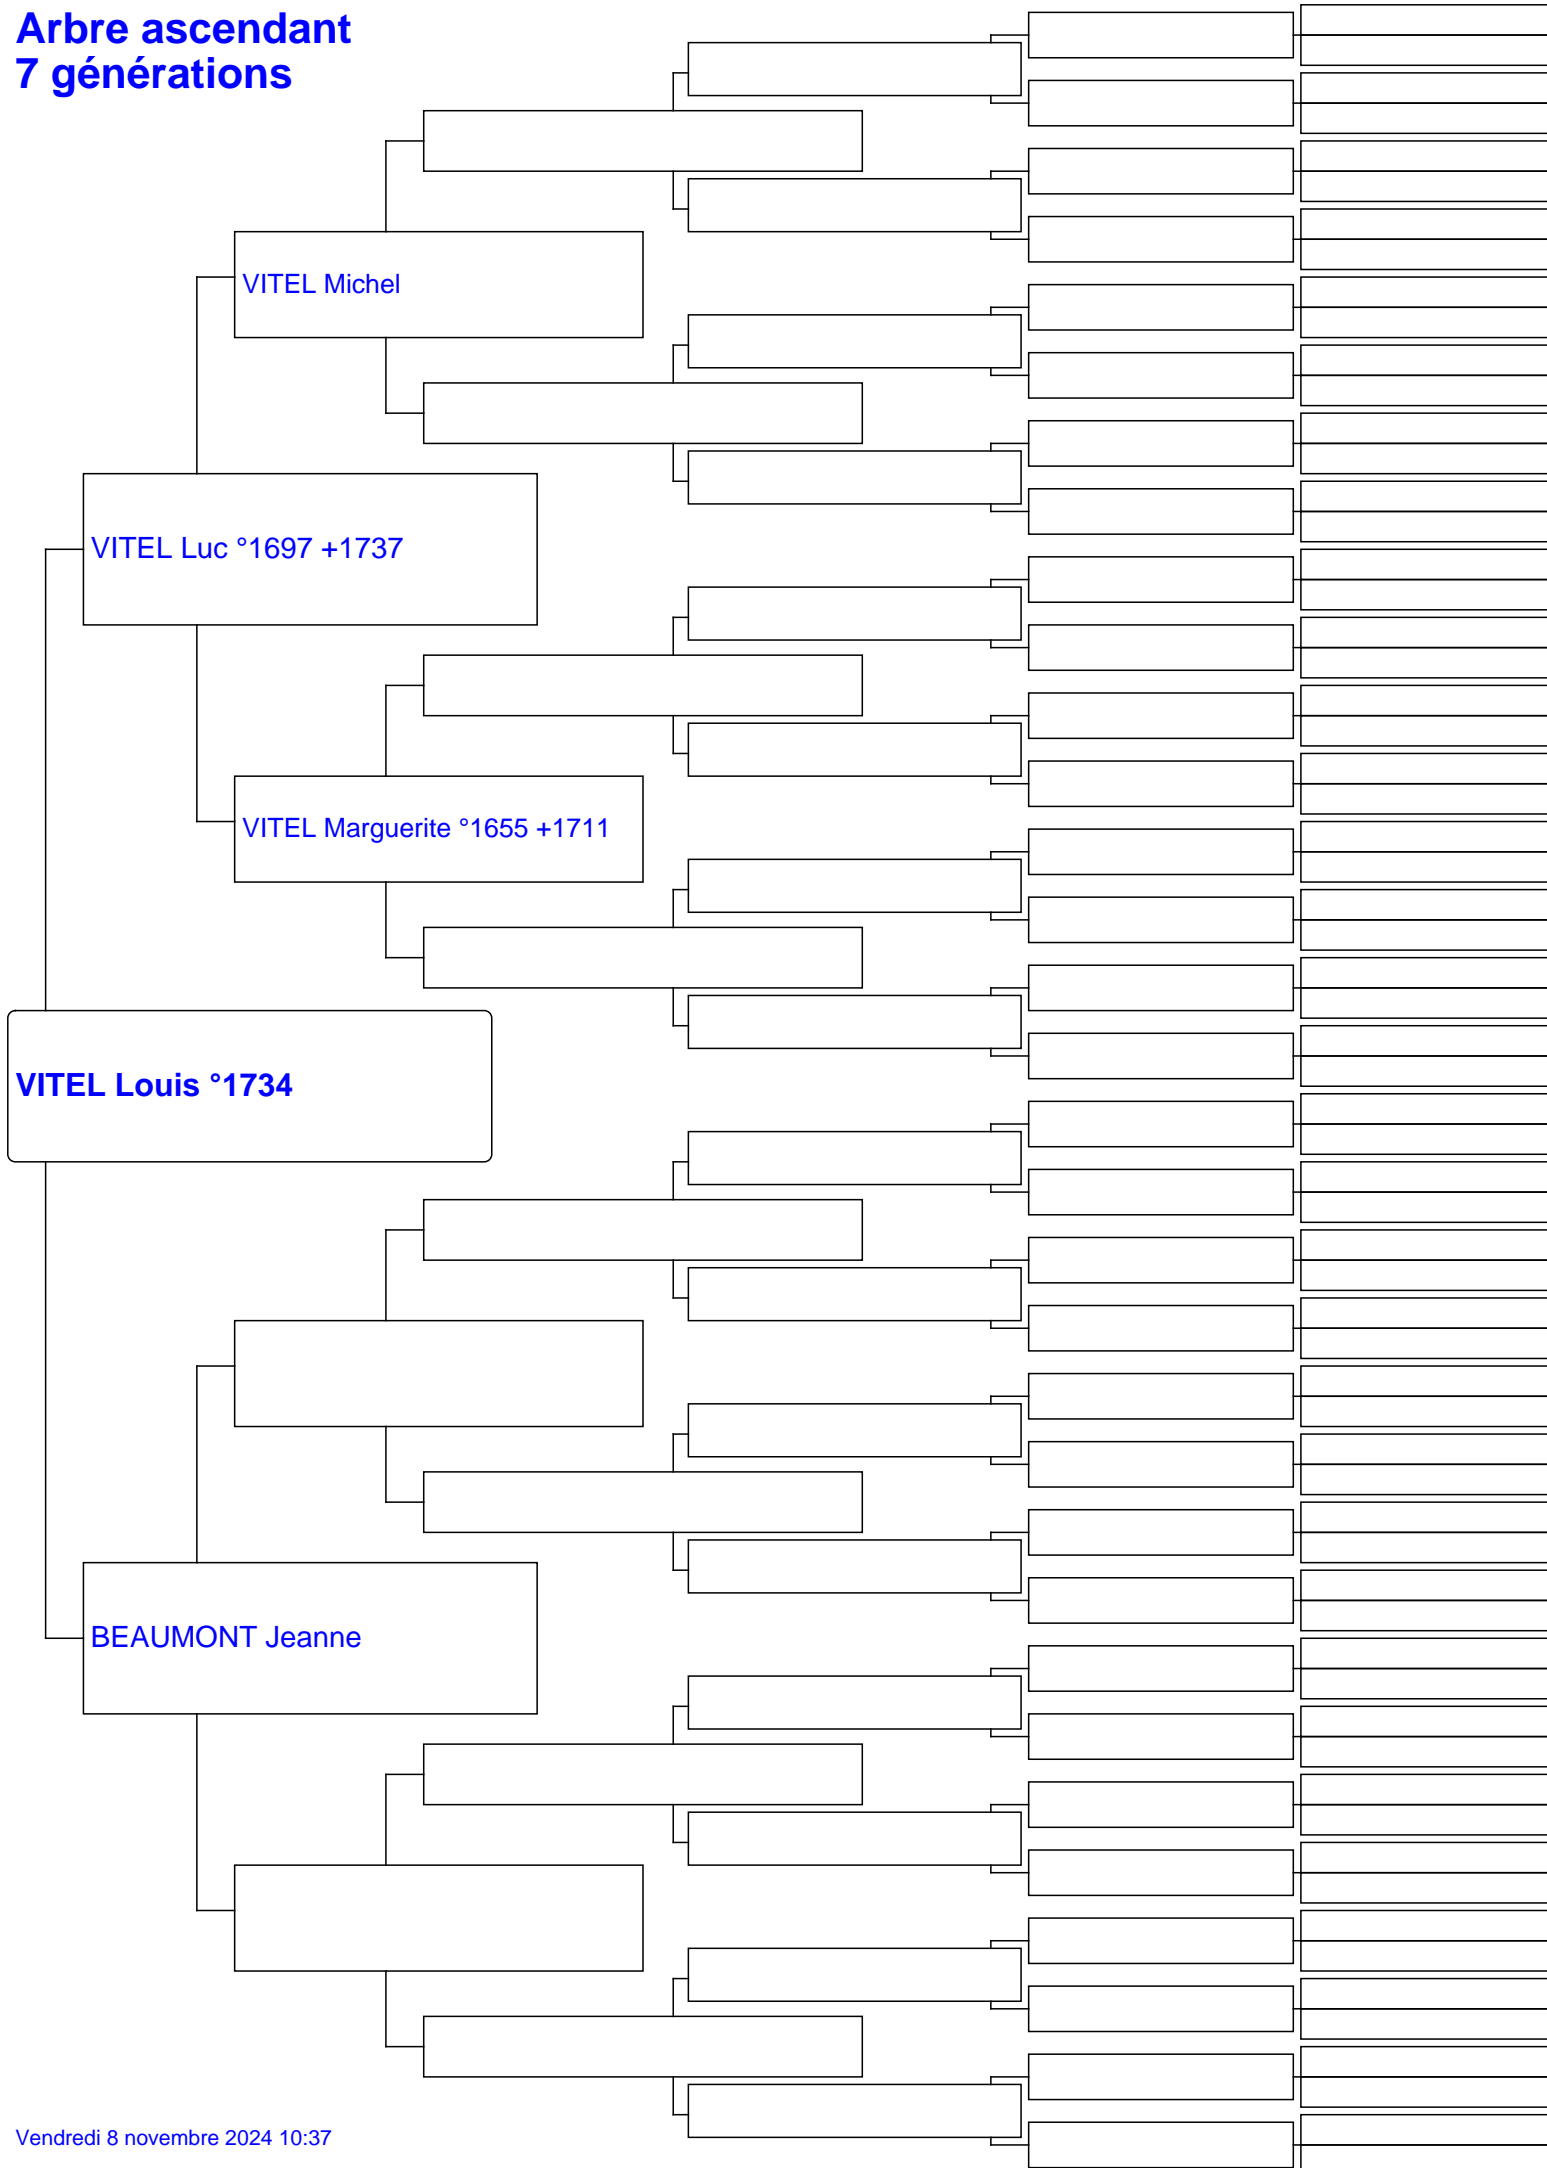 Arbre ascendant
7 générations
VITEL Michel
VITEL Luc °1697 +1737
VITEL Marguerite °1655 +1711
VITEL Louis °1734
BEAUMONT Jeanne
Vendredi 8 novembre 2024 10:37